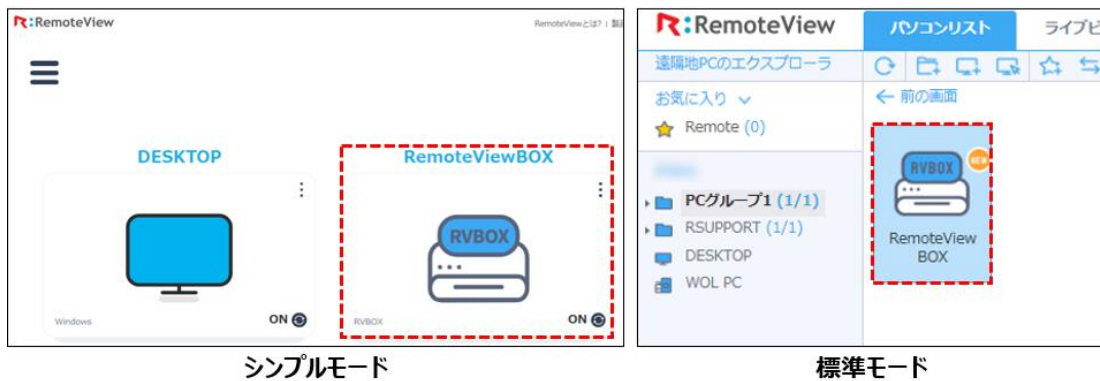 RemoteView
RemoteViewとは? | 製
DESKTOP
RemoteViewBOX
RVBOX
Windows
ON
RVBOX
ON
シンプルモード
RemoteView
パソコンリスト
ライブビ
遠隔地PCのエクスプローラ
お気に入り
前の画面
Remote (0)
PCグループ1 (1/1)
RSUPPORT (1/1)
DESKTOP
WOL PC
RVBOX
NEW
RemoteView
BOX
標準モード